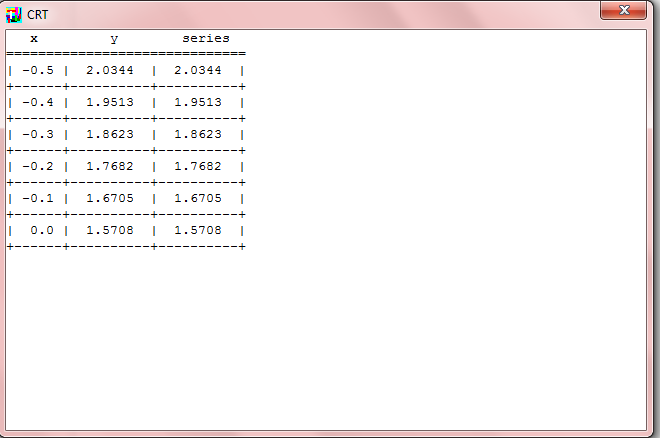 CRT
x y series
==============================
| -0.5 | 2.0344 | 2.0344 |
+------+----------+----------+
| -0.4 | 1.9513 | 1.9513 |
+------+----------+----------+
| -0.3 | 1.8623 | 1.8623 |
+------+----------+----------+
| -0.2 | 1.7682 | 1.7682 |
+------+----------+----------+
| -0.1 | 1.6705 | 1.6705 |
+------+----------+----------+
| 0.0 | 1.5708 | 1.5708 |
+------+----------+----------+